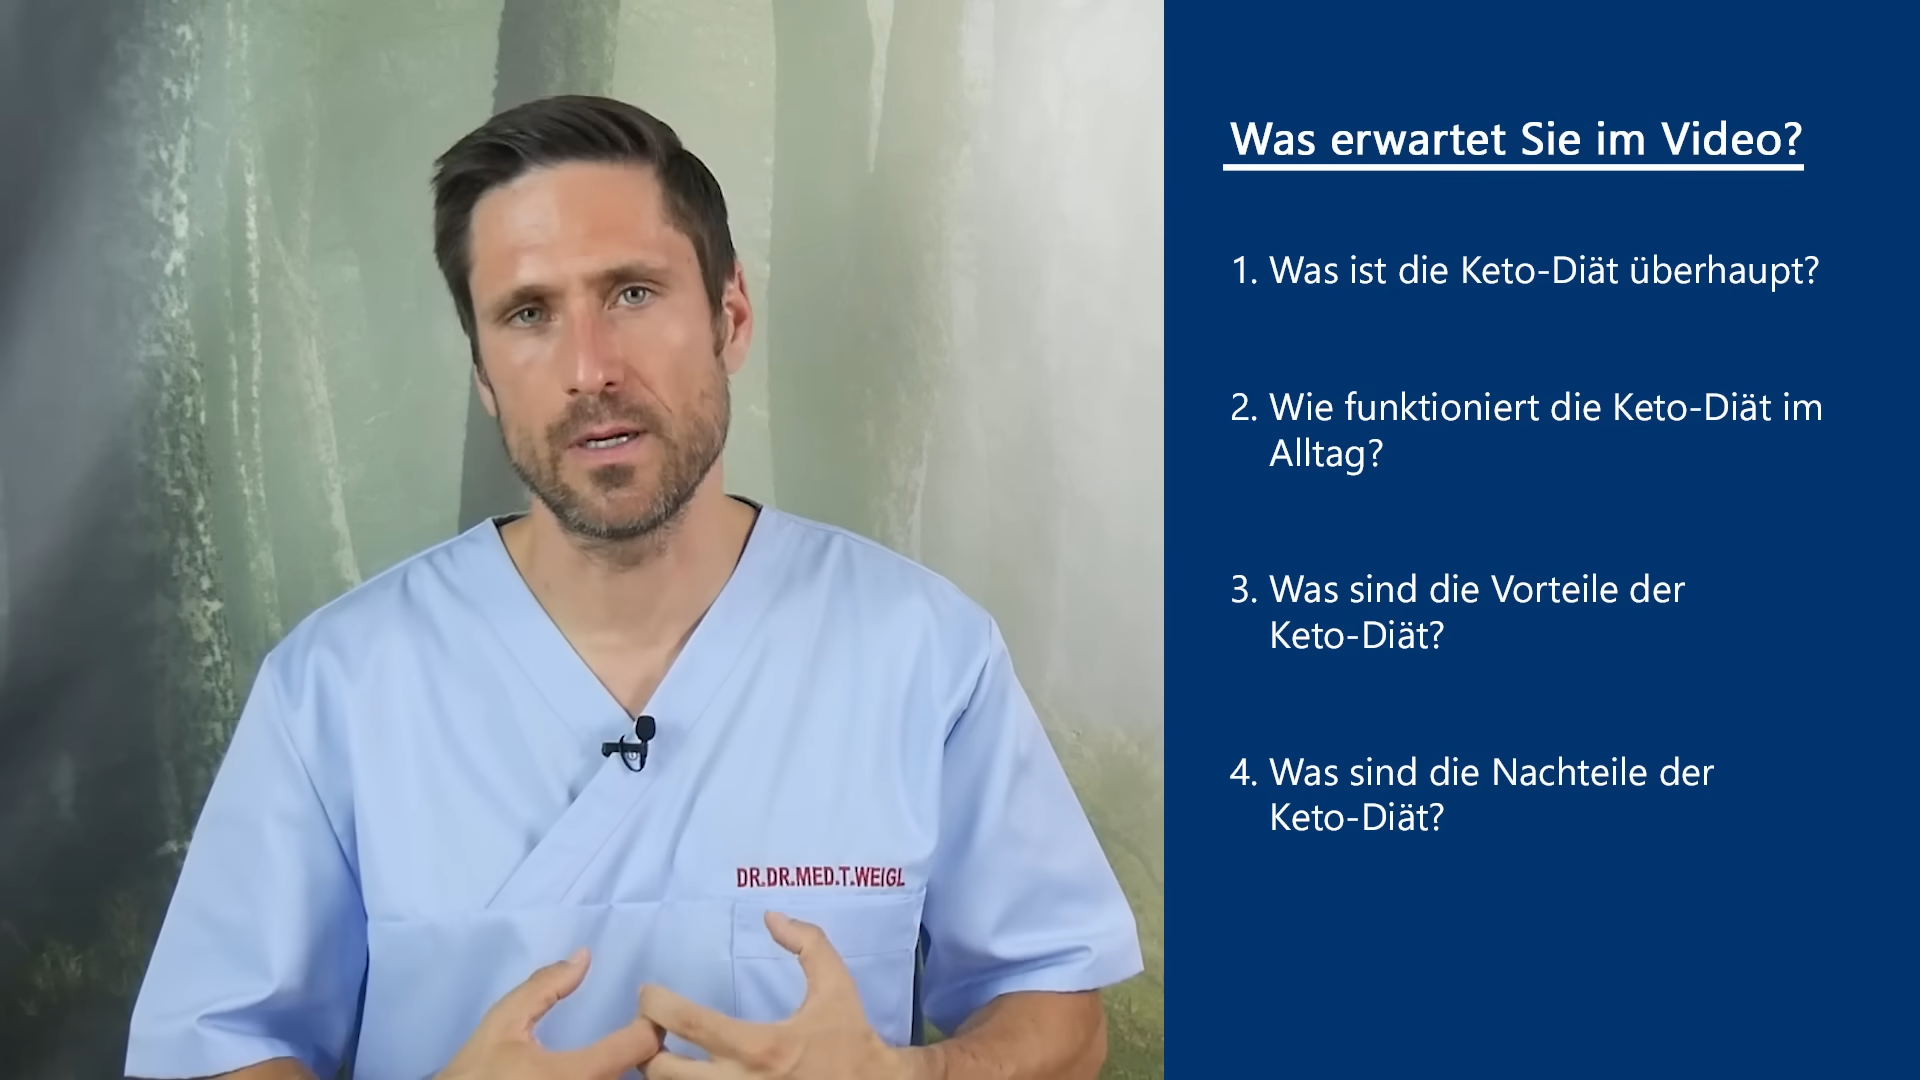 Was erwartet Sie im Video?
1. Was ist die Keto-Diät überhaupt?
2. Wie funktioniert die Keto-Diät im
Alltag?
3. Was sind die Vorteile der
Keto-Diät?
4. Was sind die Nachteile der
Keto-Diät?
DR.DR.MED.T.WEIGL